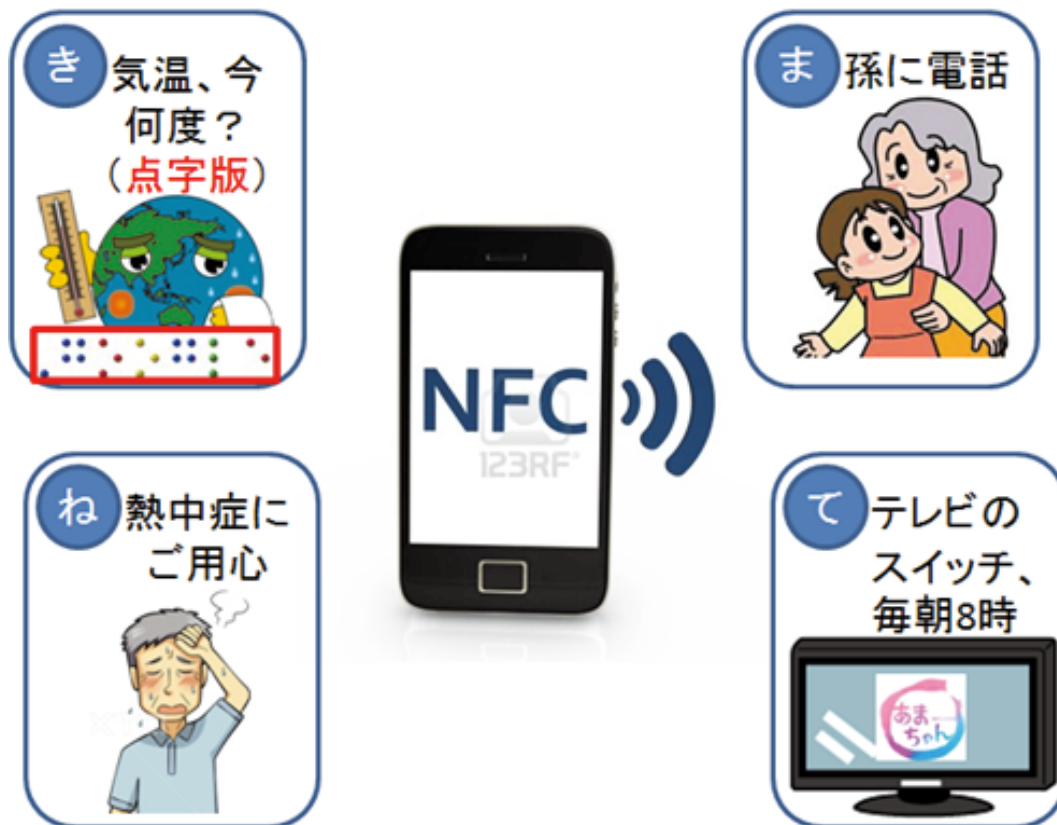 き
気温、今
何度？
（点字版）
ま
孫に電話
NFC
123RF®
ね
熱中症に
ご用心
て
テレビの
スイッチ、
毎朝8時
あま
ちゃん